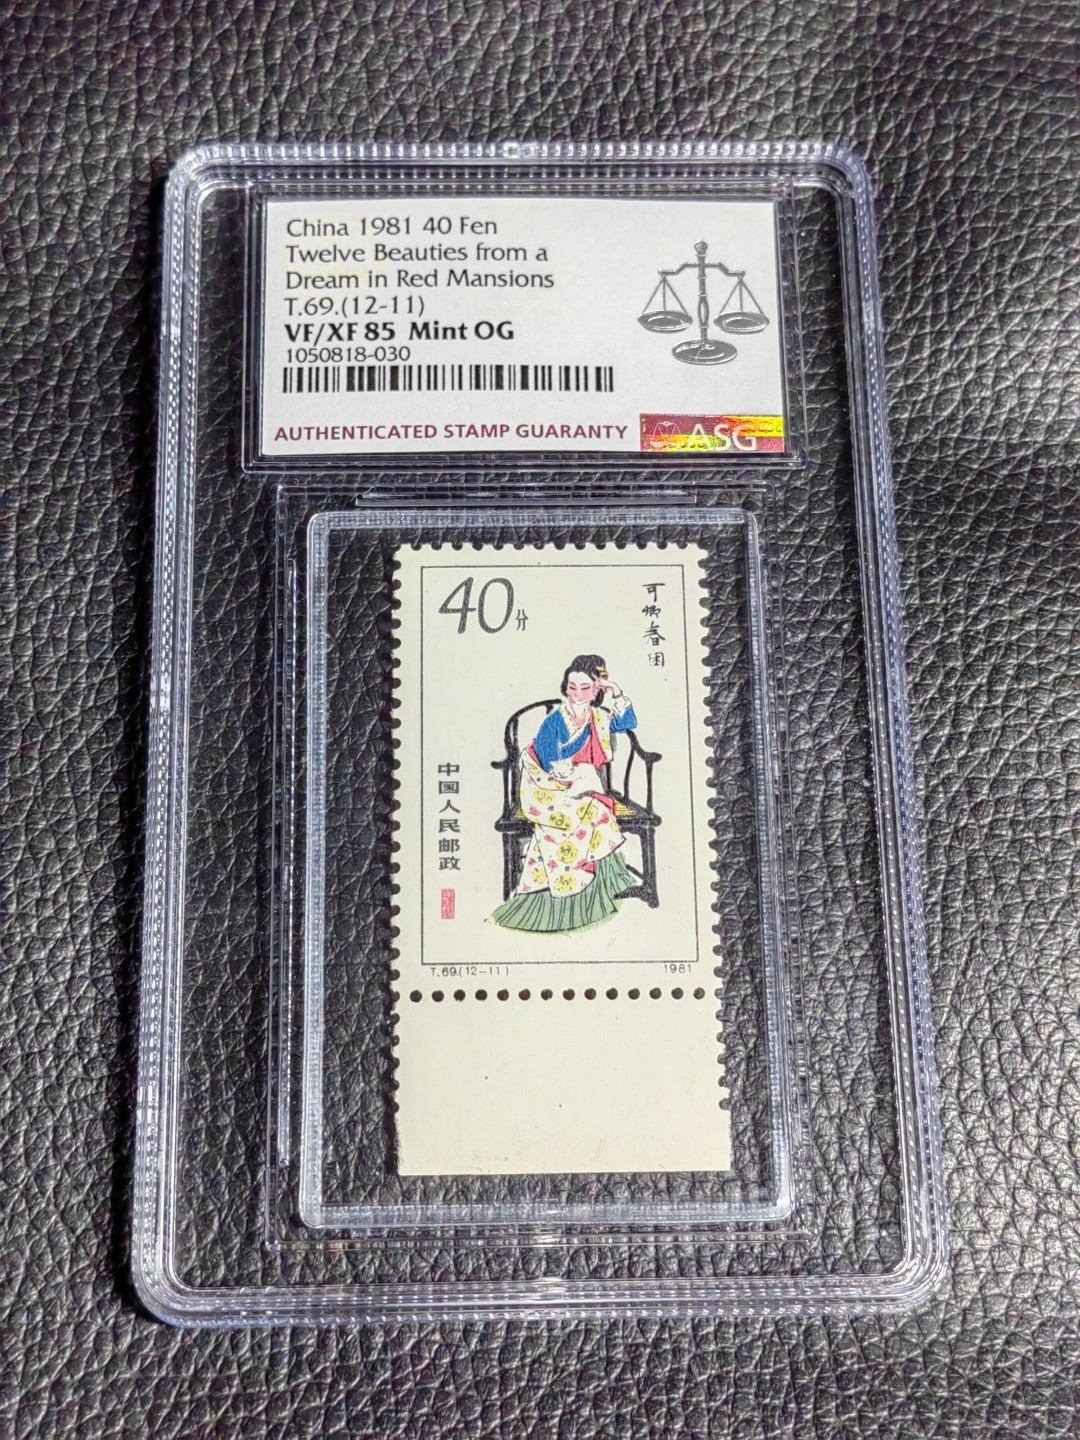 China 1981 40 Fen
Twelve Beauties from a
Dream in Red Mansions
T.69.(12-11)
VF/XF 85 Mint OG
1050818-030
AUTHENTICATED STAMP GUARANTY
ASG
40分
可卿春困
中国人民邮政
T.69.(12-11)
1981